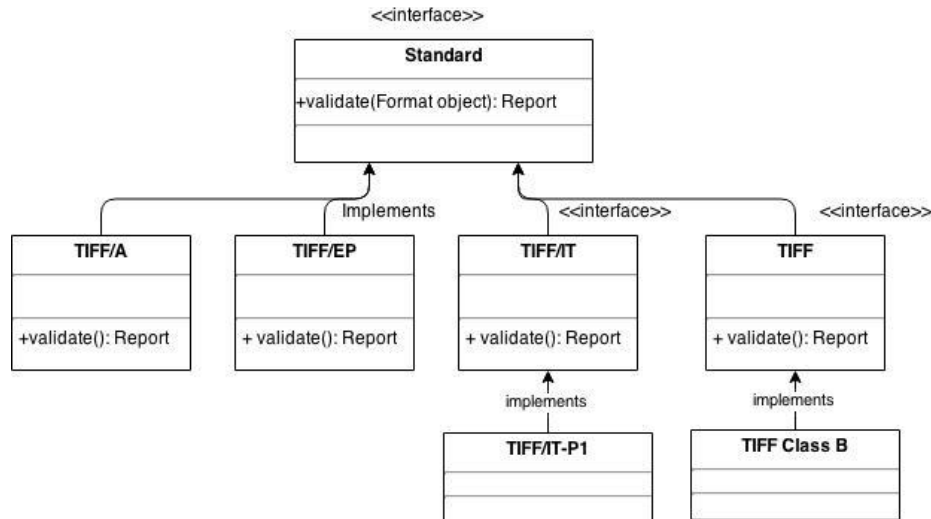 <<interface>>
Standard
+validate(Format object): Report
Implements
<<interface>>
<<interface>>
TIFF/A
+validate(): Report
TIFF/EP
+ validate(): Report
TIFF/IT
+ validate(): Report
TIFF
+ validate(): Report
implements
implements
TIFF/IT-P1
TIFF Class B